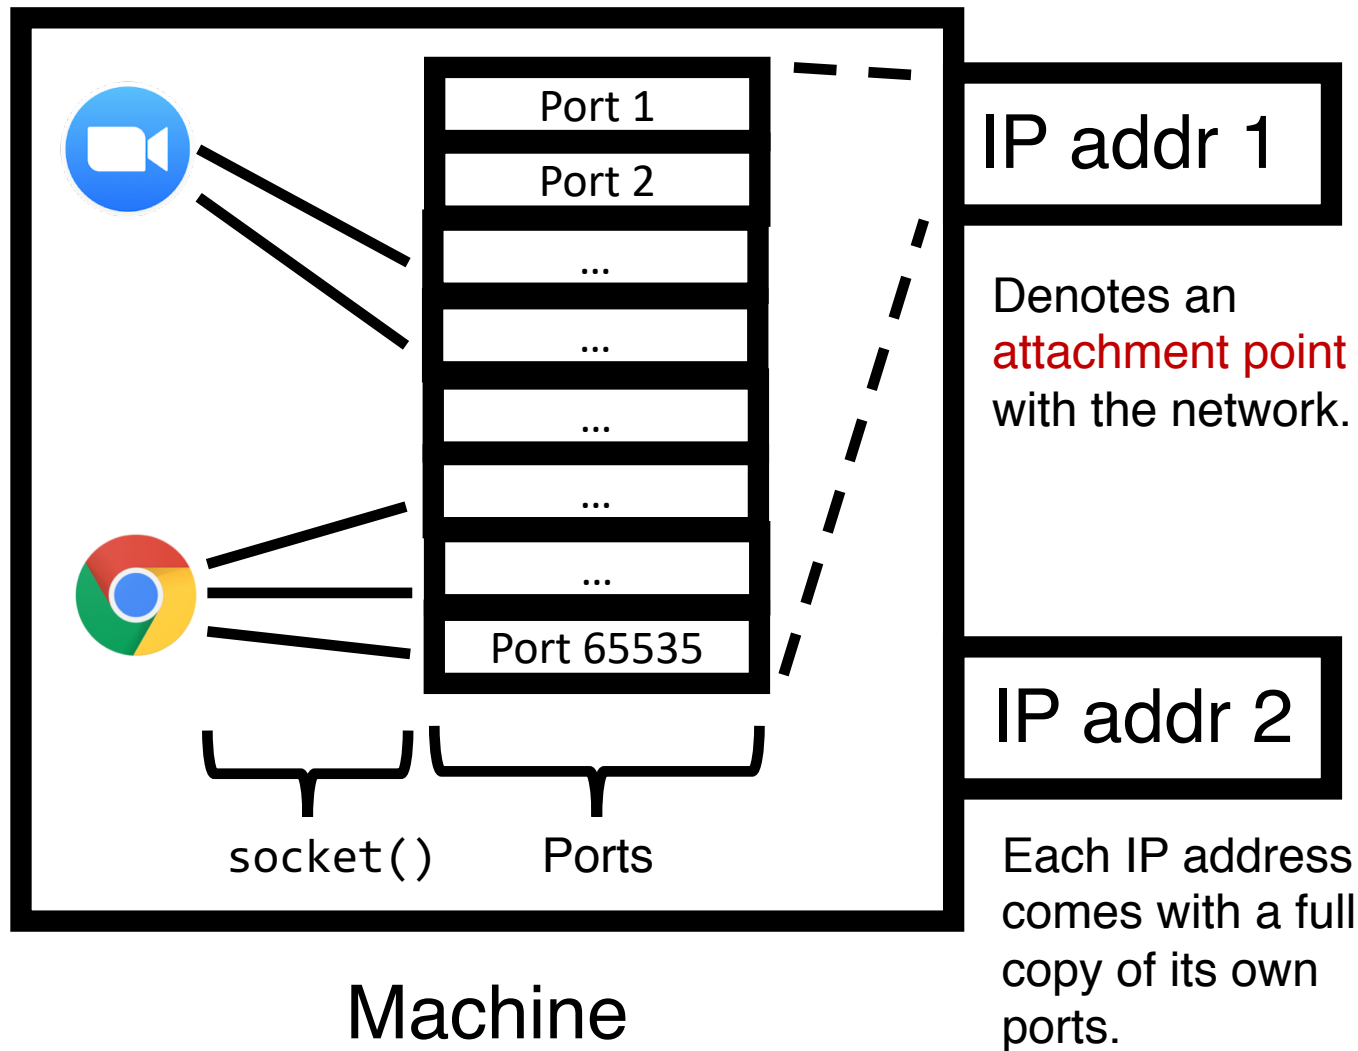 Port 1
Port 2
...
...
...
...
...
Port 65535
socket()
Ports
Machine
IP addr 1
Denotes an
attachment point
with the network.
IP addr 2
Each IP address
comes with a full
copy of its own
ports.